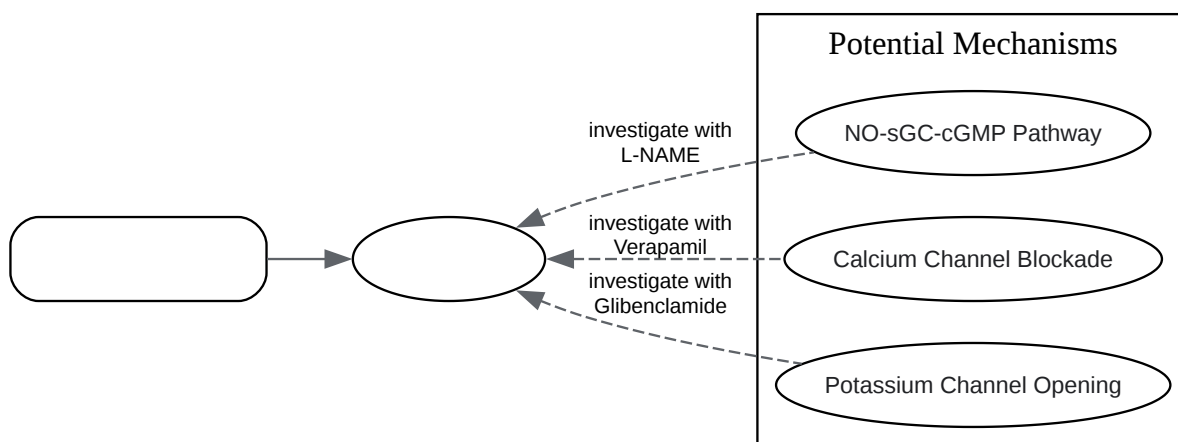 Potential Mechanisms
investigate with
L-NAME
NO-sGC-cGMP Pathway
investigate with
Verapamil
Calcium Channel Blockade
investigate with
Glibenclamide
Potassium Channel Opening